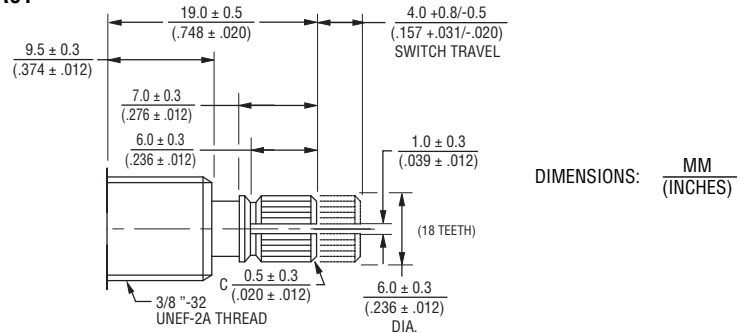 19.0 ± 0.5
(.748 ± .020)
4.0 +0.8/-0.5
(.157 +.031/-.020)
SWITCH TRAVEL
9.5 ± 0.3
(.374 ± .012)
7.0 ± 0.3
(.276 ± .012)
6.0 ± 0.3
(.236 ± .012)
1.0 ± 0.3
(.039 ± .012)
DIMENSIONS: MM
(INCHES)
(18 TEETH)
C 0.5 ± 0.3
(.020 ± .012)
6.0 ± 0.3
(.236 ± .012)
DIA.
3/8 "-32
UNEF-2A THREAD